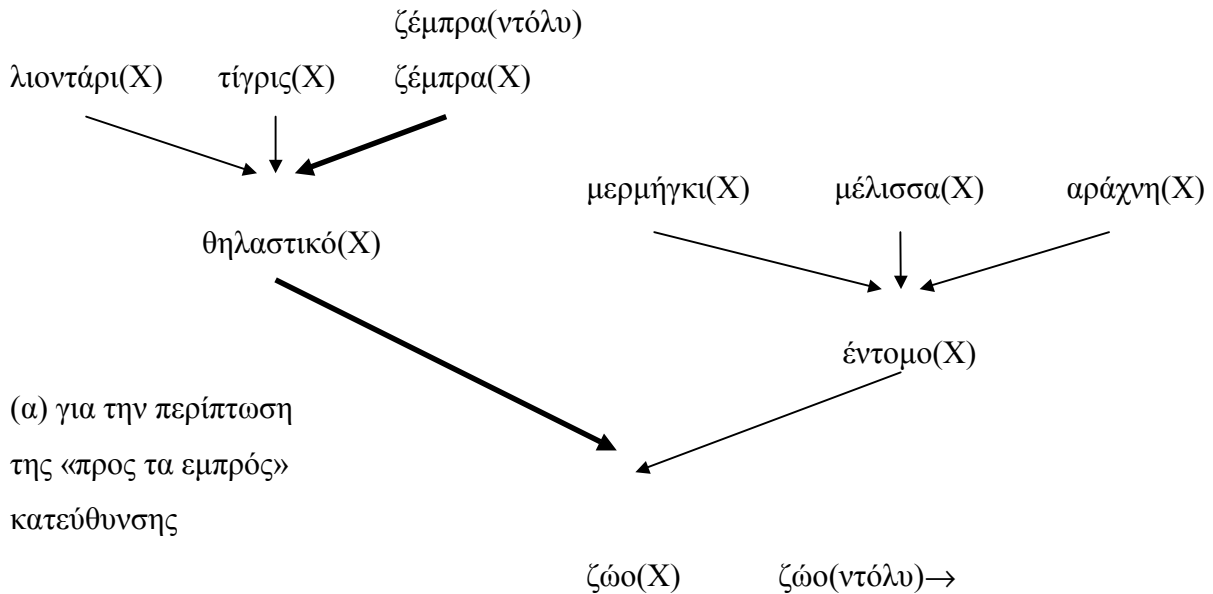 ζέμπρα(ντόλυ)
λιοντάρι(Χ) τίγρις(Χ) ζέμπρα(Χ)
μερμήγκι(Χ) μέλισσα(Χ) αράχνη(Χ)
θηλαστικό(Χ)
έντομο(Χ)
(α) για την περίπτωση
της «προς τα εμπρός»
κατεύθυνσης
ζώο(Χ) ζώο(ντόλυ)→